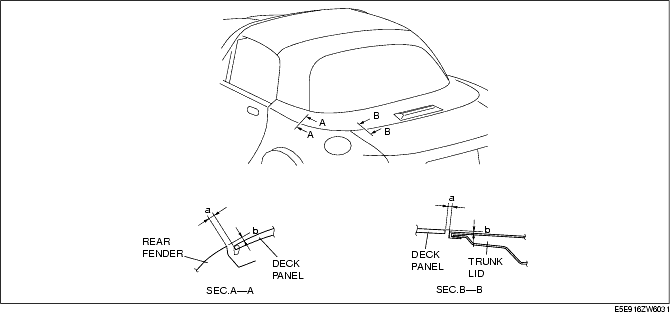 A
A
B
B
a
b
REAR
FENDER
DECK
PANEL
SEC.A—A
a
b
DECK
PANEL
TRUNK
LID
SEC.B—B
E5E916ZW6031